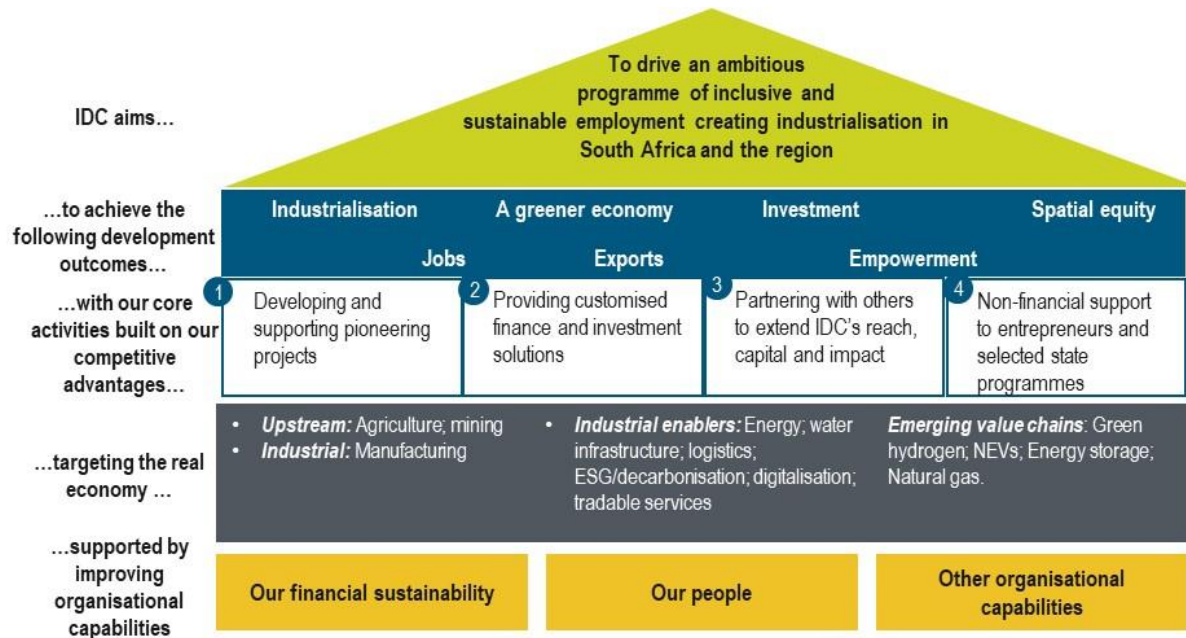 To drive an ambitious
programme of inclusive and
sustainable employment creating industrialisation in
South Africa and the region
IDC aims…
…to achieve the
following development
outcomes…
Industrialisation
A greener economy
Investment
Spatial equity
Jobs
Exports
Empowerment
…with our core
activities built on our
competitive
advantages…
1
Developing and
supporting pioneering
projects
2
Providing customised
finance and investment
solutions
3
Partnering with others
to extend IDC's reach,
capital and impact
4
Non-financial support
to entrepreneurs and
selected state
programmes
…targeting the real
economy …
• Upstream: Agriculture; mining
• Industrial: Manufacturing
• Industrial enablers: Energy; water
infrastructure; logistics;
ESG/decarbonisation; digitalisation;
tradable services
Emerging value chains: Green
hydrogen; NEVs; Energy storage;
Natural gas.
…supported by
improving
organisational
capabilities
Our financial sustainability
Our people
Other organisational
capabilities